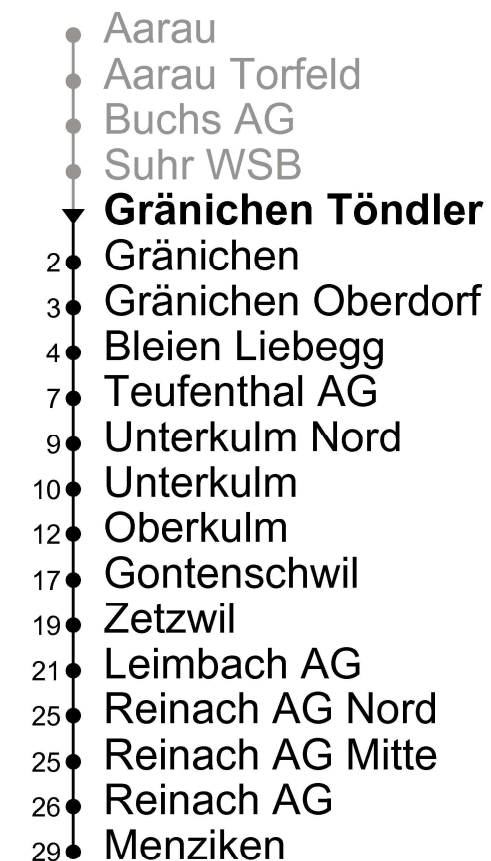 Aarau
Aarau Torfeld
Buchs AG
Suhr WSB
Gränichen Töndler
2 Gränichen
3 Gränichen Oberdorf
4 Bleien Liebegg
7 Teufenthal AG
9 Unterkulm Nord
10 Unterkulm
12 Oberkulm
17 Gontenschwil
19 Zetzwil
21 Leimbach AG
25 Reinach AG Nord
25 Reinach AG Mitte
26 Reinach AG
29 Menziken